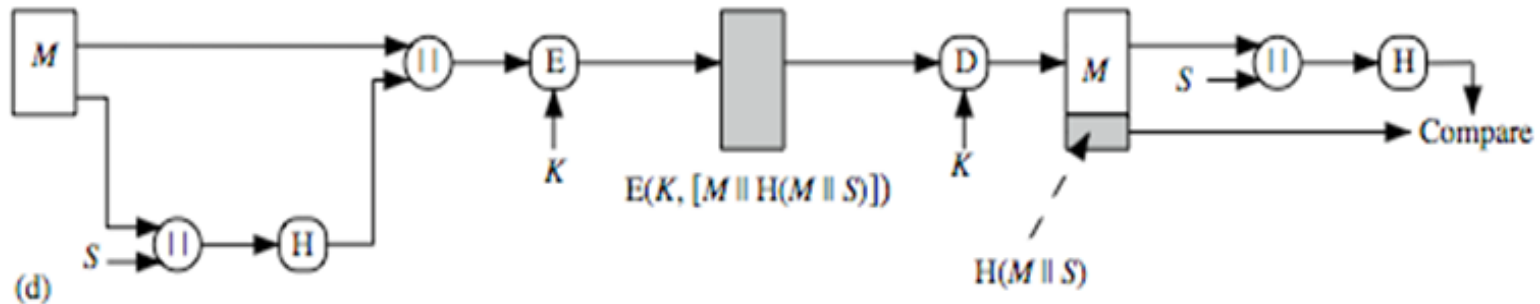 M || E D M || H
S
Compare
K K
E(K, [M || H(M || S)])
S || H
H(M || S)
(d)